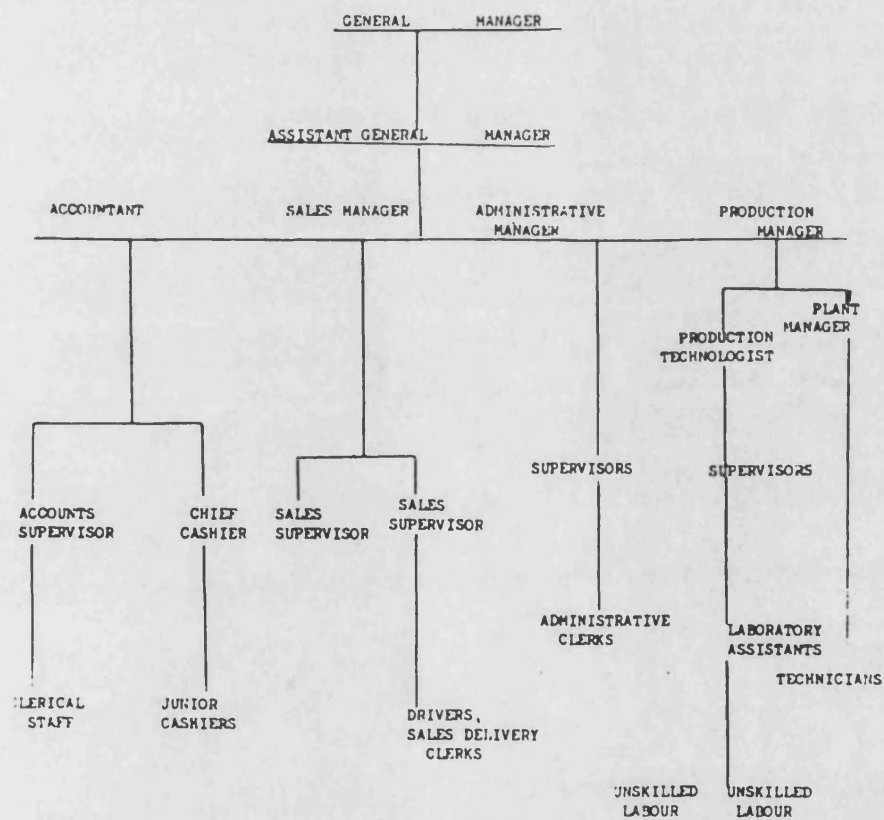 GENERAL MANAGER
ASSISTANT GENERAL MANAGER
ACCOUNTANT
SALES MANAGER
ADMINISTRATIVE
MANAGER
PRODUCTION
MANAGER
PLANT
MANAGER
PRODUCTION
TECHNOLOGIST
SUPERVISORS
SUPERVISORS
ACCOUNTS
SUPERVISOR
CHIEF
CASHIER
SALES
SUPERVISOR
SALES
SUPERVISOR
ADMINISTRATIVE
CLERKS
LABORATORY
ASSISTANTS
TECHNICIANS
CLERICAL
STAFF
JUNIOR
CASHIERS
DRIVERS,
SALES DELIVERY
CLERKS
UNSKILLED
LABOUR
UNSKILLED
LABOUR